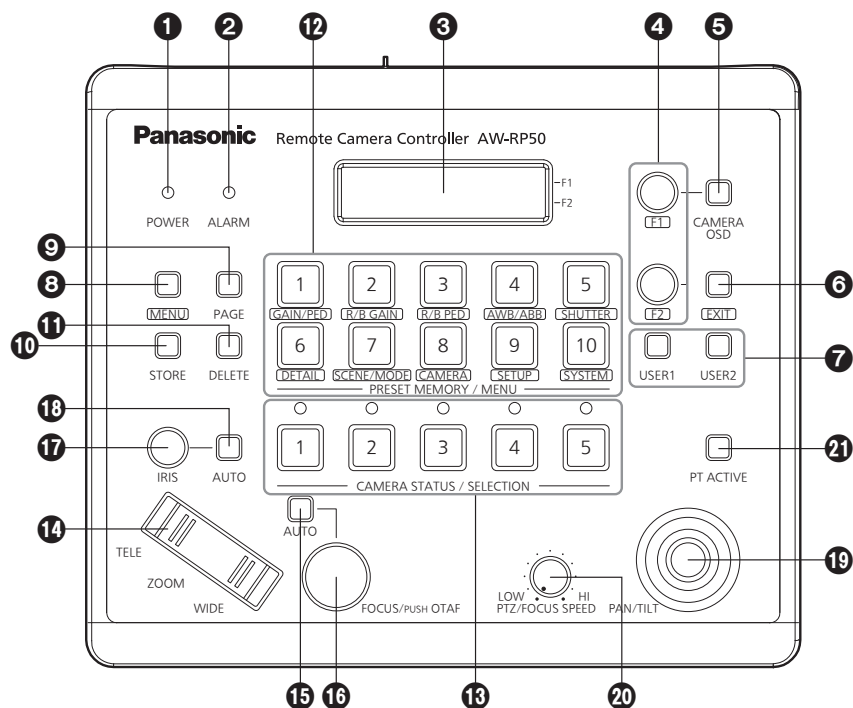 1 2 12 3 4 5
Panasonic Remote Camera Controller AW-RP50
F1
F2
POWER ALARM
F1 CAMERA OSD
9
8 6
1 2 3 4 5
MENU PAGE GAIN/PED R/B GAIN R/B PED AWB/ABB SHUTTER F2 EXIT
11
10 7
6 7 8 9 10
STORE DELETE DETAIL SCENE/MODE CAMERA SETUP SYSTEM USER1 USER2
PRESET MEMORY / MENU
18
17 21
1 2 3 4 5
IRIS AUTO PT ACTIVE
CAMERA STATUS / SELECTION
14
AUTO
TELE 19
ZOOM
LOW HI
WIDE FOCUS/PUSH OTAF PTZ/FOCUS SPEED PAN/TILT
15 16 13 20